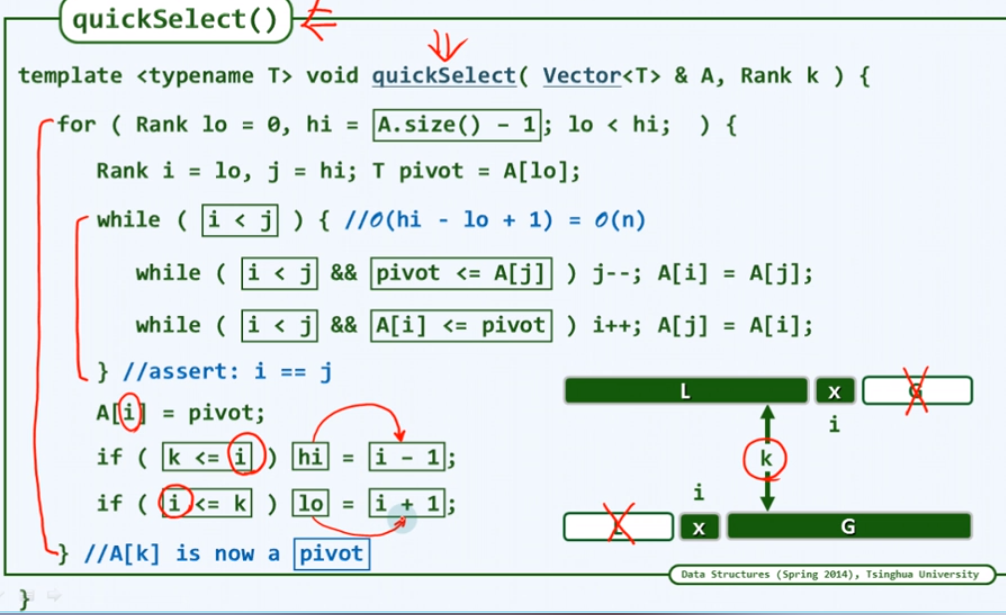 quickSelect()
template <typename T> void quickSelect( Vector<T> & A, Rank k ) {
for ( Rank lo = 0, hi = A.size() - 1; lo < hi; ) {
Rank i = lo, j = hi; T pivot = A[lo];
while ( i < j ) { //O(hi - lo + 1) = O(n)
while ( i < j && pivot <= A[j] ) j--; A[i] = A[j];
while ( i < j && A[i] <= pivot ) i++; A[j] = A[i];
} //assert: i == j
A[i] = pivot;
if ( k <= i ) hi = i - 1;
if ( i <= k ) lo = i + 1;
} //A[k] is now a pivot
}
L x G
i
k
i
L x G
Data Structures (Spring 2014), Tsinghua University